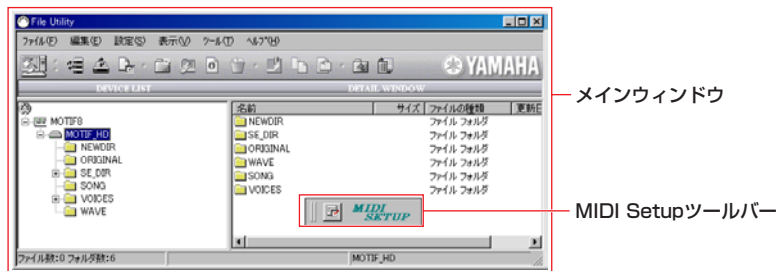 File Utility
ファイル(F) 編集(E) 設定(S) 表示(V) ツール(T) ヘルプ(H)
YAMAHA
DEVICE LIST
DETAIL WINDOW
MOTIF8
MOTIF_HD
NEWDIR
ORIGINAL
SE_DIR
SONG
VOICES
WAVE
名前 サイズ ファイルの種類 更新日
NEWDIR ファイル フォルダ
SE_DIR ファイル フォルダ
ORIGINAL ファイル フォルダ
WAVE ファイル フォルダ
SONG ファイル フォルダ
VOICES ファイル フォルダ
MIDI SETUP
ファイル数:0 フォルダ数:6
MOTIF_HD
メインウィンドウ
MIDI Setupツールバー